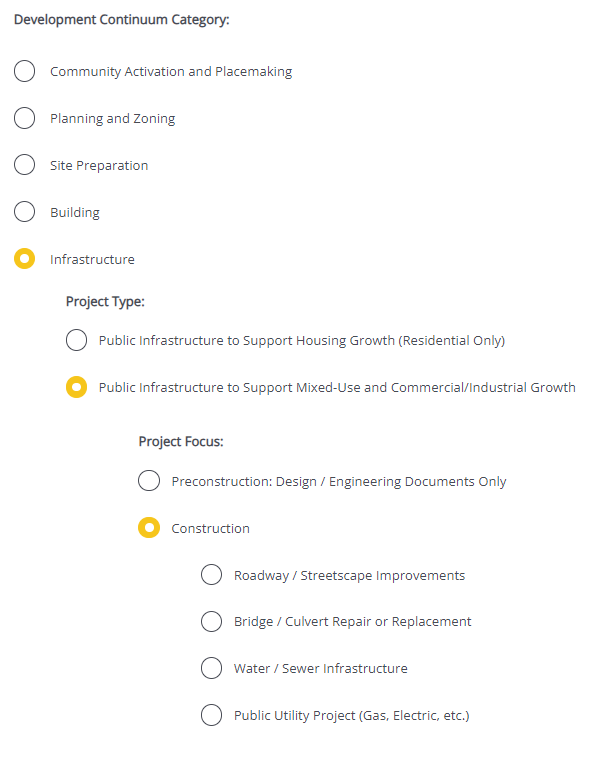 Development Continuum Category:
Community Activation and Placemaking
Planning and Zoning
Site Preparation
Building
Infrastructure
Project Type:
Public Infrastructure to Support Housing Growth (Residential Only)
Public Infrastructure to Support Mixed-Use and Commercial/Industrial Growth
Project Focus:
Preconstruction: Design / Engineering Documents Only
Construction
Roadway / Streetscape Improvements
Bridge / Culvert Repair or Replacement
Water / Sewer Infrastructure
Public Utility Project (Gas, Electric, etc.)